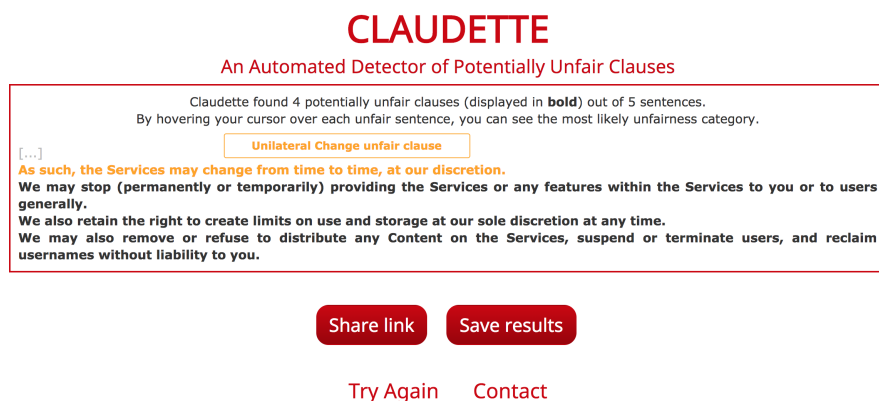 CLAUDETTE
An Automated Detector of Potentially Unfair Clauses
Claudette found 4 potentially unfair clauses (displayed in bold) out of 5 sentences.
By hovering your cursor over each unfair sentence, you can see the most likely unfairness category.
Unilateral Change unfair clause
[...]
As such, the Services may change from time to time, at our discretion.
We may stop (permanently or temporarily) providing the Services or any features within the Services to you or to users
generally.
We also retain the right to create limits on use and storage at our sole discretion at any time.
We may also remove or refuse to distribute any Content on the Services, suspend or terminate users, and reclaim
usernames without liability to you.
Share link Save results
Try Again Contact